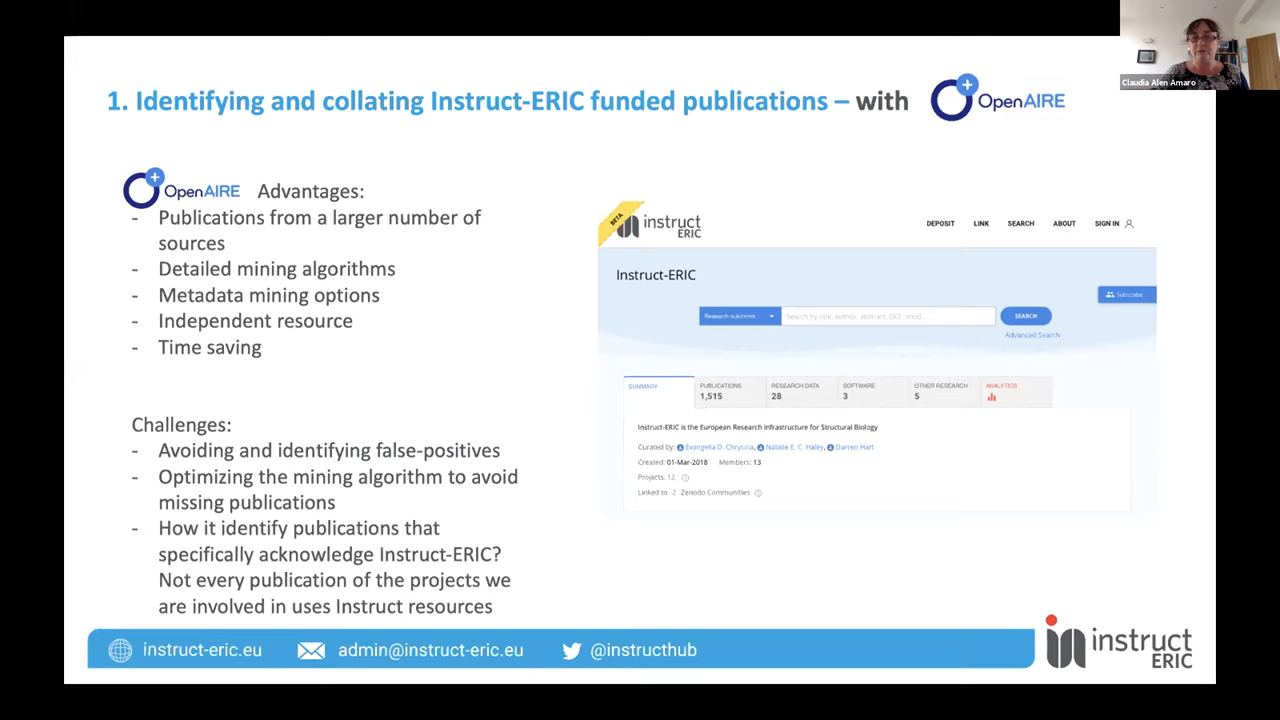 Claudia Alen Amaro
1. Identifying and collating Instruct-ERIC funded publications – with OpenAIRE
OpenAIRE Advantages:
- Publications from a larger number of
sources
- Detailed mining algorithms
- Metadata mining options
- Independent resource
- Time saving
Challenges:
- Avoiding and identifying false-positives
- Optimizing the mining algorithm to avoid
missing publications
- How it identify publications that
specifically acknowledge Instruct-ERIC?
Not every publication of the projects we
are involved in uses Instruct resources
BETA
instruct
ERIC
DEPOSIT LINK SEARCH ABOUT SIGN IN
Instruct-ERIC
Subscribe
Research outcomes Search by title, author, abstract, DOI, orcid... SEARCH
Advanced Search
SUMMARY PUBLICATIONS RESEARCH DATA SOFTWARE OTHER RESEARCH ANALYTICS
1,515 28 3 5
Instruct-ERIC is the European Research Infrastructure for Structural Biology
Curated by: Evangelia D. Chrysina, Natalie E. C. Haley, Darren Hart
Created: 01-Mar-2018 Members: 13
Projects: 12
Linked to 2 Zenodo Communities
instruct-eric.eu admin@instruct-eric.eu @instructhub
instruct
ERIC